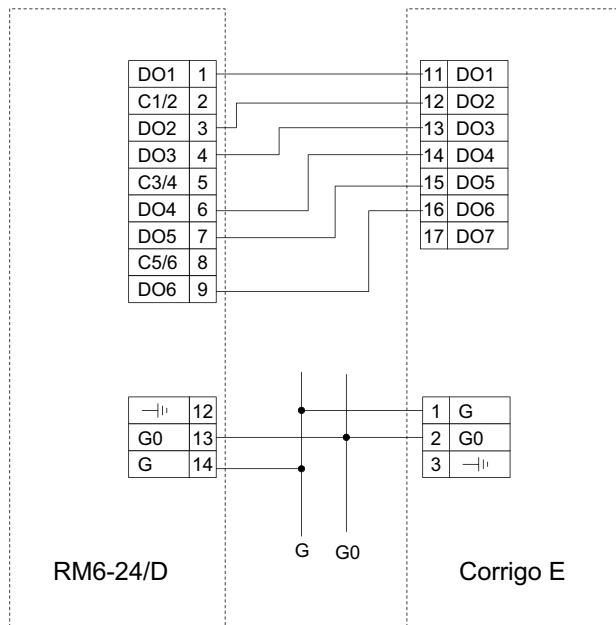 DO1 1
C1/2 2
DO2 3
DO3 4
C3/4 5
DO4 6
DO5 7
C5/6 8
DO6 9
11 DO1
12 DO2
13 DO3
14 DO4
15 DO5
16 DO6
17 DO7
12
G0 13
G 14
1 G
2 G0
3
G G0
RM6-24/D
Corrigo E